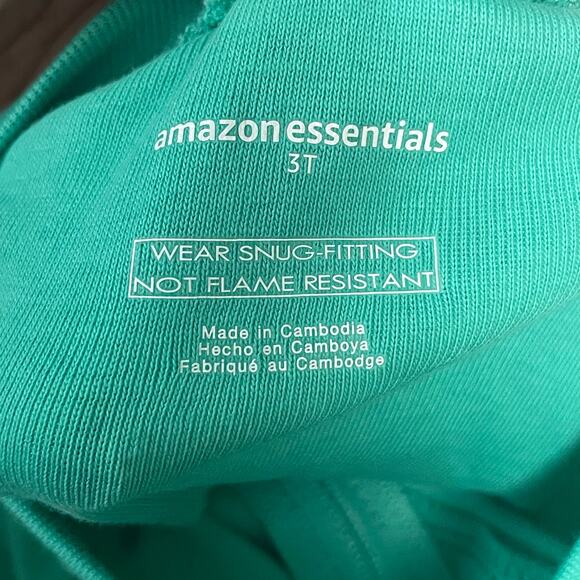 amazon essentials
3T
WEAR SNUG-FITTING
NOT FLAME RESISTANT
Made in Cambodia
Hecho en Camboya
Fabriqué au Cambodge